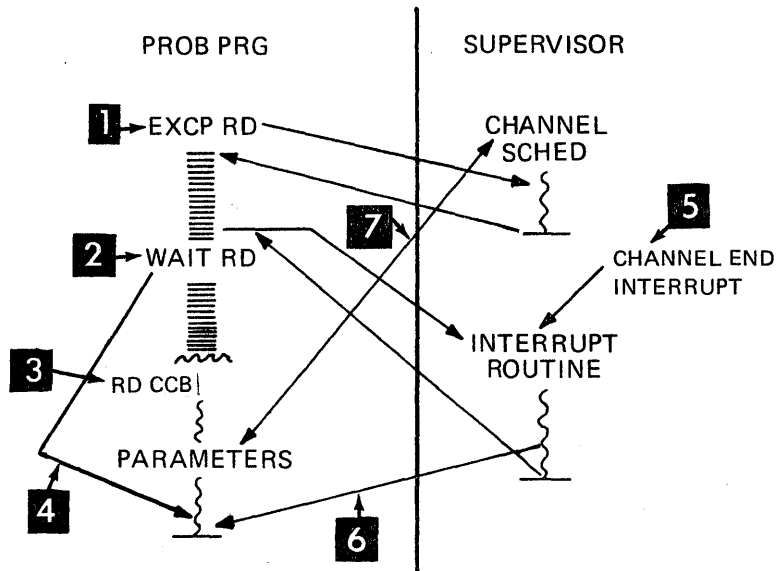 PROB PRG
SUPERVISOR
1
EXCP RD
CHANNEL
SCHED
7
5
2
WAIT RD
CHANNEL END
INTERRUPT
INTERRUPT
ROUTINE
3
RD CCB
PARAMETERS
4
6